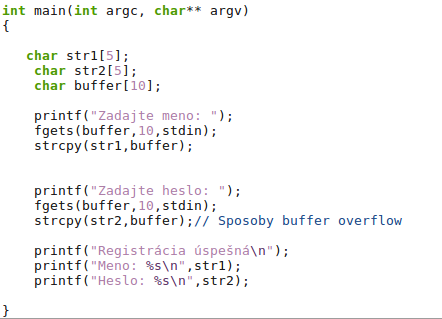 int main(int argc, char** argv)
{
char str1[5];
char str2[5];
char buffer[10];
printf("Zadajte meno: ");
fgets(buffer,10,stdin);
strcpy(str1,buffer);
printf("Zadajte heslo: ");
fgets(buffer,10,stdin);
strcpy(str2,buffer);// Sposoby buffer overflow
printf("Registrácia úspešná\n");
printf("Meno: %s\n",str1);
printf("Heslo: %s\n",str2);
}